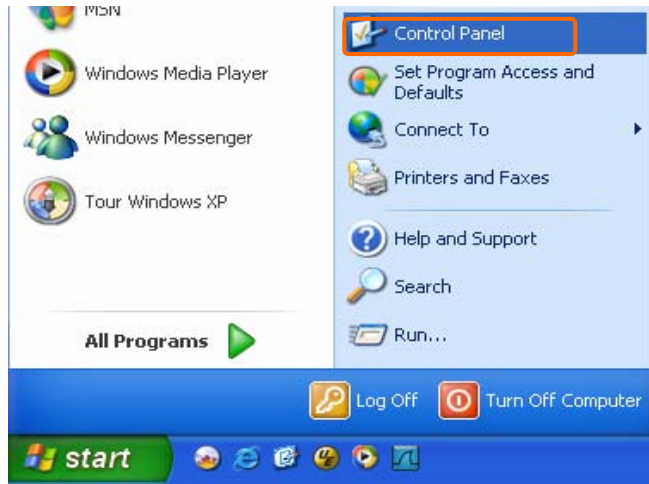 MSN
Windows Media Player
Windows Messenger
Tour Windows XP
All Programs
Control Panel
Set Program Access and
Defaults
Connect To
Printers and Faxes
Help and Support
Search
Run...
Log Off
Turn Off Computer
start